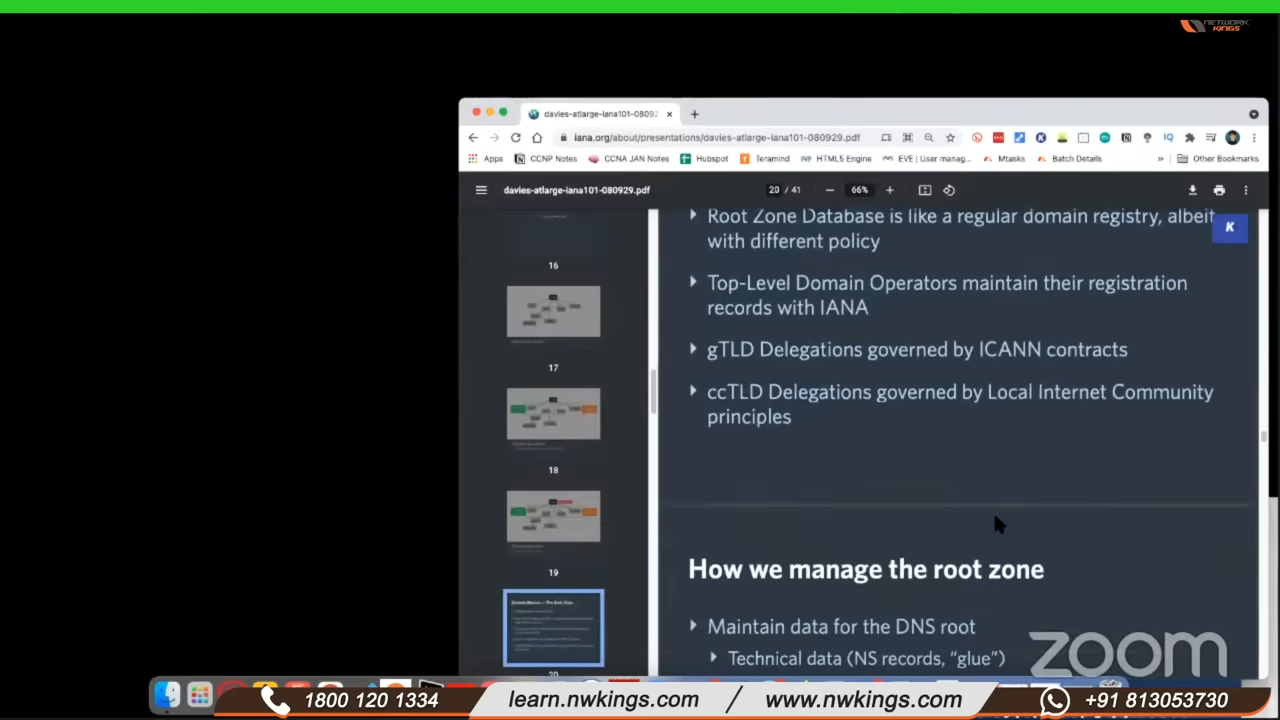 NETWORK
KINGS
davies-atlarge-iana101-08092
iana.org/about/presentations/davies-atlarge-iana101-080929.pdf
Apps CCNP Notes CCNA JAN Notes Hubspot Teramind HTML5 Engine EVE | User manag... Mtasks Batch Details » Other Bookmarks
davies-atlarge-iana101-080929.pdf 20 / 41 66%
Root Zone Database is like a regular domain registry, albeit
with different policy
K
16
Top-Level Domain Operators maintain their registration
records with IANA
gTLD Delegations governed by ICANN contracts
17
ccTLD Delegations governed by Local Internet Community
principles
18
19
How we manage the root zone
Maintain data for the DNS root
Technical data (NS records, “glue”)
20
zoom
1800 120 1334 learn.nwkings.com / www.nwkings.com +91 813053730